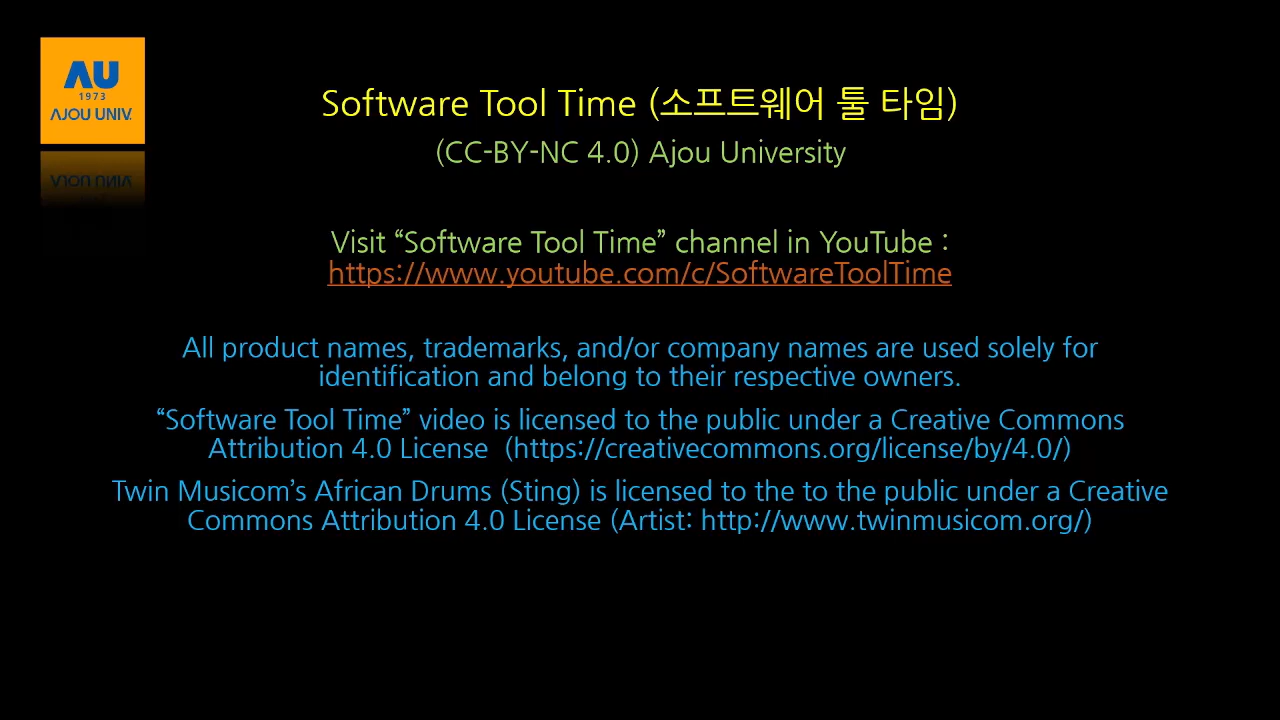 AU
1973
AJOU UNIV.
Software Tool Time (소프트웨어 툴 타임)
(CC-BY-NC 4.0) Ajou University
Visit “Software Tool Time” channel in YouTube :
https://www.youtube.com/c/SoftwareToolTime
All product names, trademarks, and/or company names are used solely for
identification and belong to their respective owners.
“Software Tool Time” video is licensed to the public under a Creative Commons
Attribution 4.0 License  (https://creativecommons.org/license/by/4.0/)
Twin Musicom’s African Drums (Sting) is licensed to the to the public under a Creative
Commons Attribution 4.0 License (Artist: http://www.twinmusicom.org/)